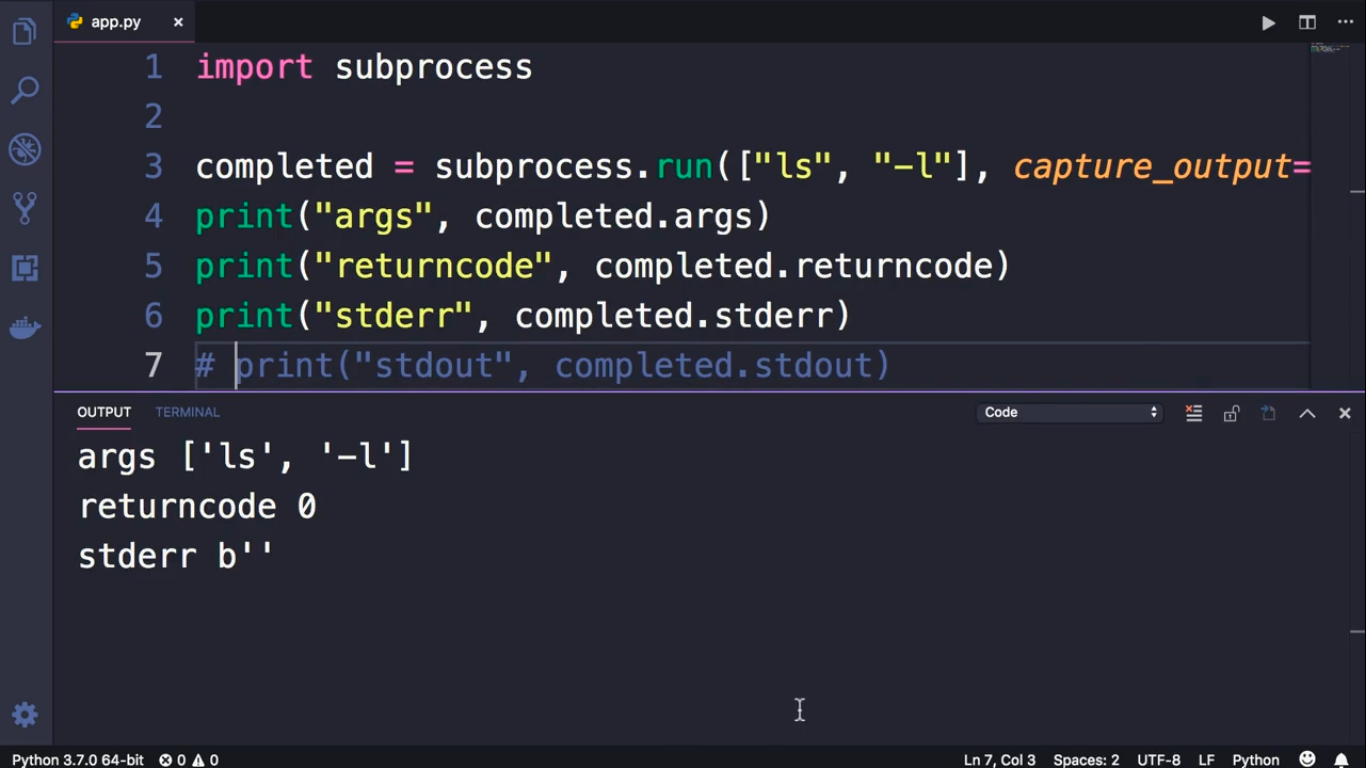 app.py
1 import subprocess
2
3 completed = subprocess.run(["ls", "-l"], capture_output=
4 print("args", completed.args)
5 print("returncode", completed.returncode)
6 print("stderr", completed.stderr)
7 # print("stdout", completed.stdout)
OUTPUT TERMINAL Code
args ['ls', '-l']
returncode 0
stderr b''
Python 3.7.0 64-bit 0 0 Ln 7, Col 3 Spaces: 2 UTF-8 LF Python